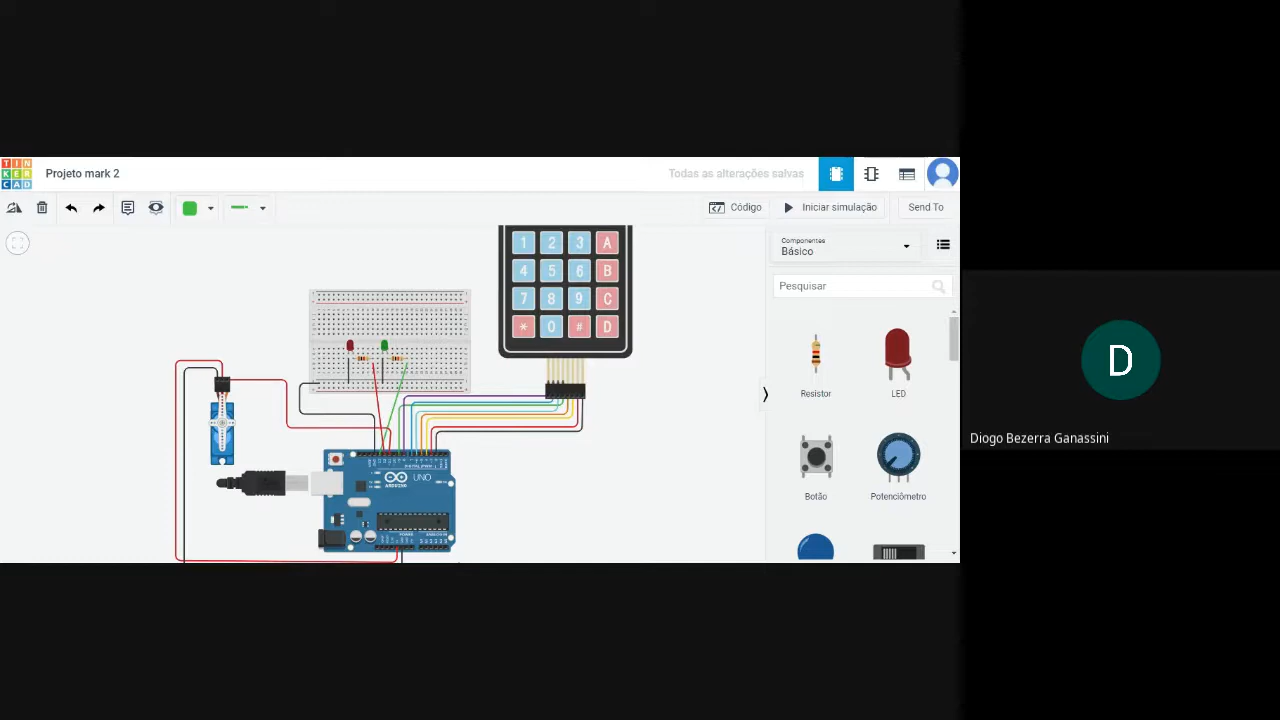 TIN
KER
CAD
Projeto mark 2
Todas as alterações salvas
Código
Iniciar simulação
Send To
Componentes
Básico
Pesquisar
1 2 3 A
4 5 6 B
7 8 9 C
* 0 # D
Resistor
LED
Botão
Potenciômetro
UNO
ARDUINO
D
Diogo Bezerra Ganassini